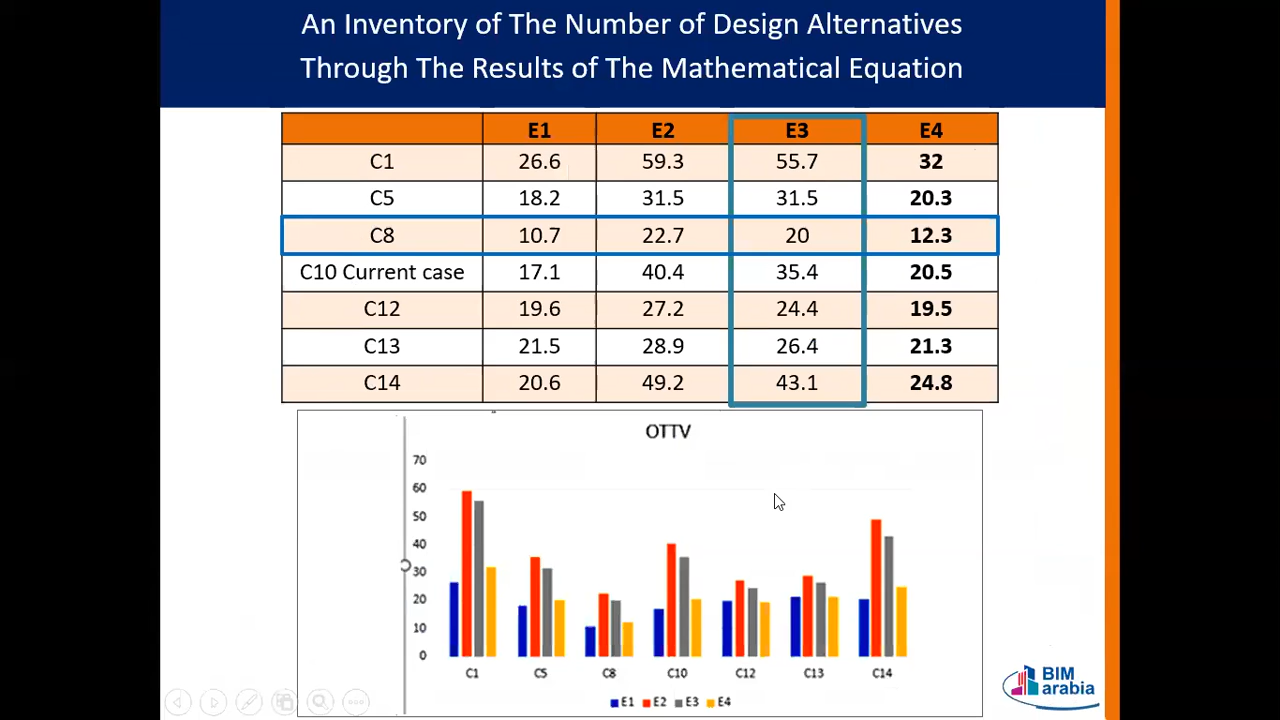 An Inventory of The Number of Design Alternatives
Through The Results of The Mathematical Equation
E1 E2 E3 E4
C1 26.6 59.3 55.7 32
C5 18.2 31.5 31.5 20.3
C8 10.7 22.7 20 12.3
C10 Current case 17.1 40.4 35.4 20.5
C12 19.6 27.2 24.4 19.5
C13 21.5 28.9 26.4 21.3
C14 20.6 49.2 43.1 24.8
OTTV
70
60
50
40
30
20
10
0
C1 C5 C8 C10 C12 C13 C14
E1 E2 E3 E4
BIM
arabia